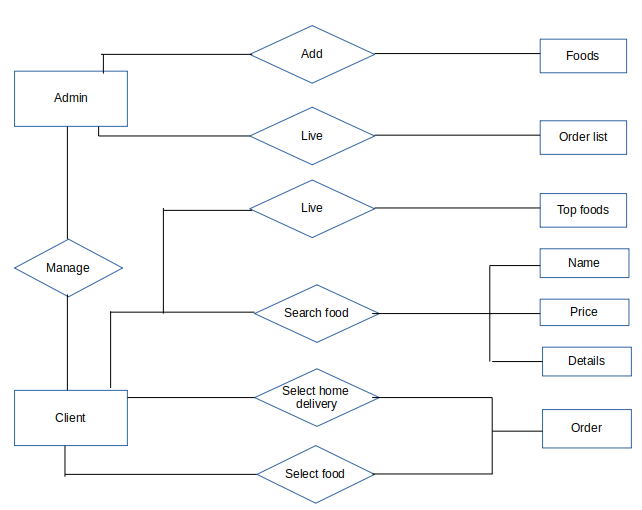 Add
Foods
Admin
Live
Order list
Live
Top foods
Manage
Name
Search food
Price
Details
Select home
delivery
Client
Order
Select food